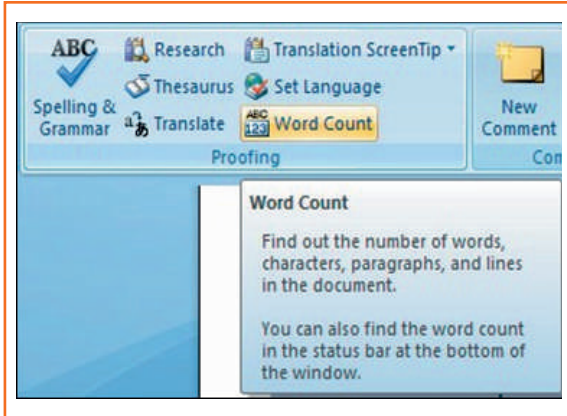 ABC
Spelling &
Grammar
Research
Thesaurus
Translate
Translation ScreenTip
Set Language
ABC
123 Word Count
Proofing
New
Comment
Word Count
Find out the number of words,
characters, paragraphs, and lines
in the document.
You can also find the word count
in the status bar at the bottom of
the window.